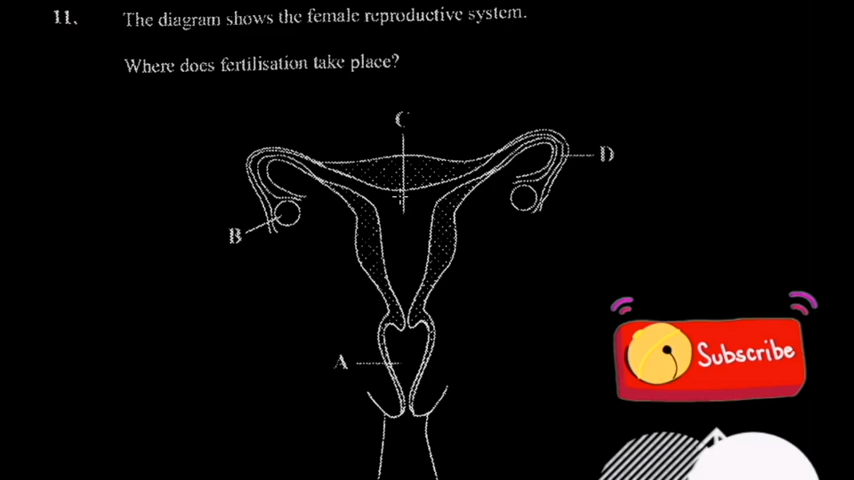 11. The diagram shows the female reproductive system.
Where does fertilisation take place?
C
D
B
A
Subscribe